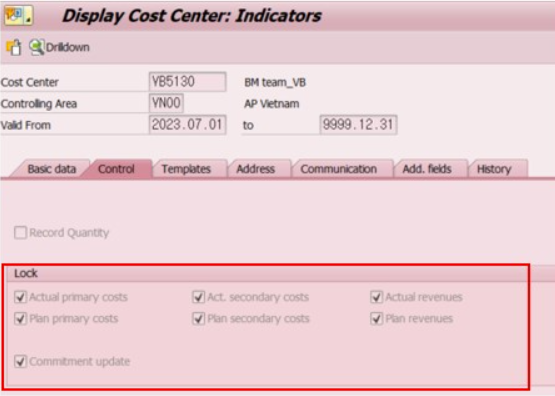 Display Cost Center: Indicators
Drilldown
Cost Center VB5130 BM team_VB
Controlling Area VN00 AP Vietnam
Valid From 2023.07.01 to 9999.12.31
Basic data Control Templates Address Communication Add. fields History
Record Quantity
Lock
Actual primary costs Act. secondary costs Actual revenues
Plan primary costs Plan secondary costs Plan revenues
Commitment update